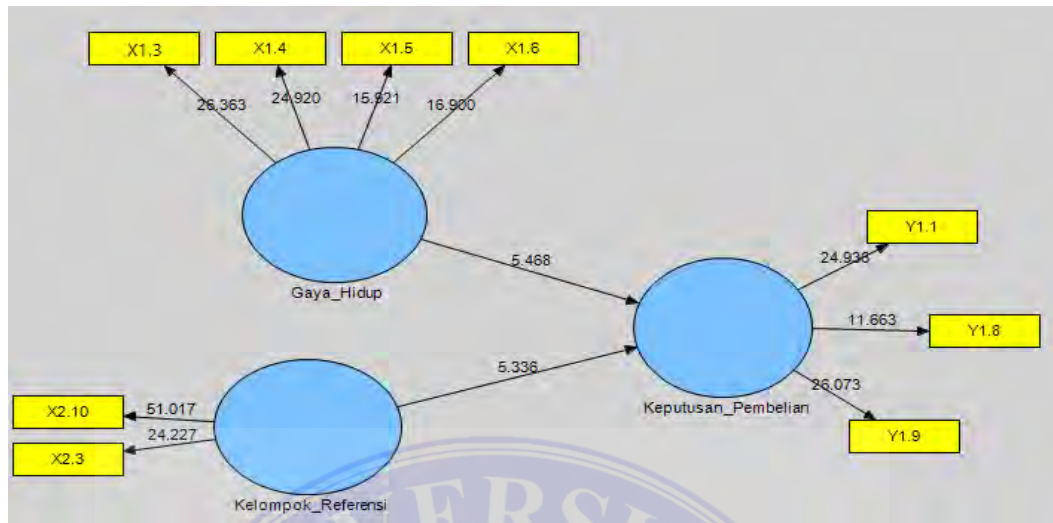 X1.3
X1.4
X1.5
X1.6
26.363
24.920
15.921
16.900
Gaya_Hidup
5.468
Y1.1
24.936
11.663
Y1.8
Keputusan_Pembelian
26.073
Y1.9
5.336
X2.10
51.017
X2.3
24.227
Kelompok_Referensi
VERSI